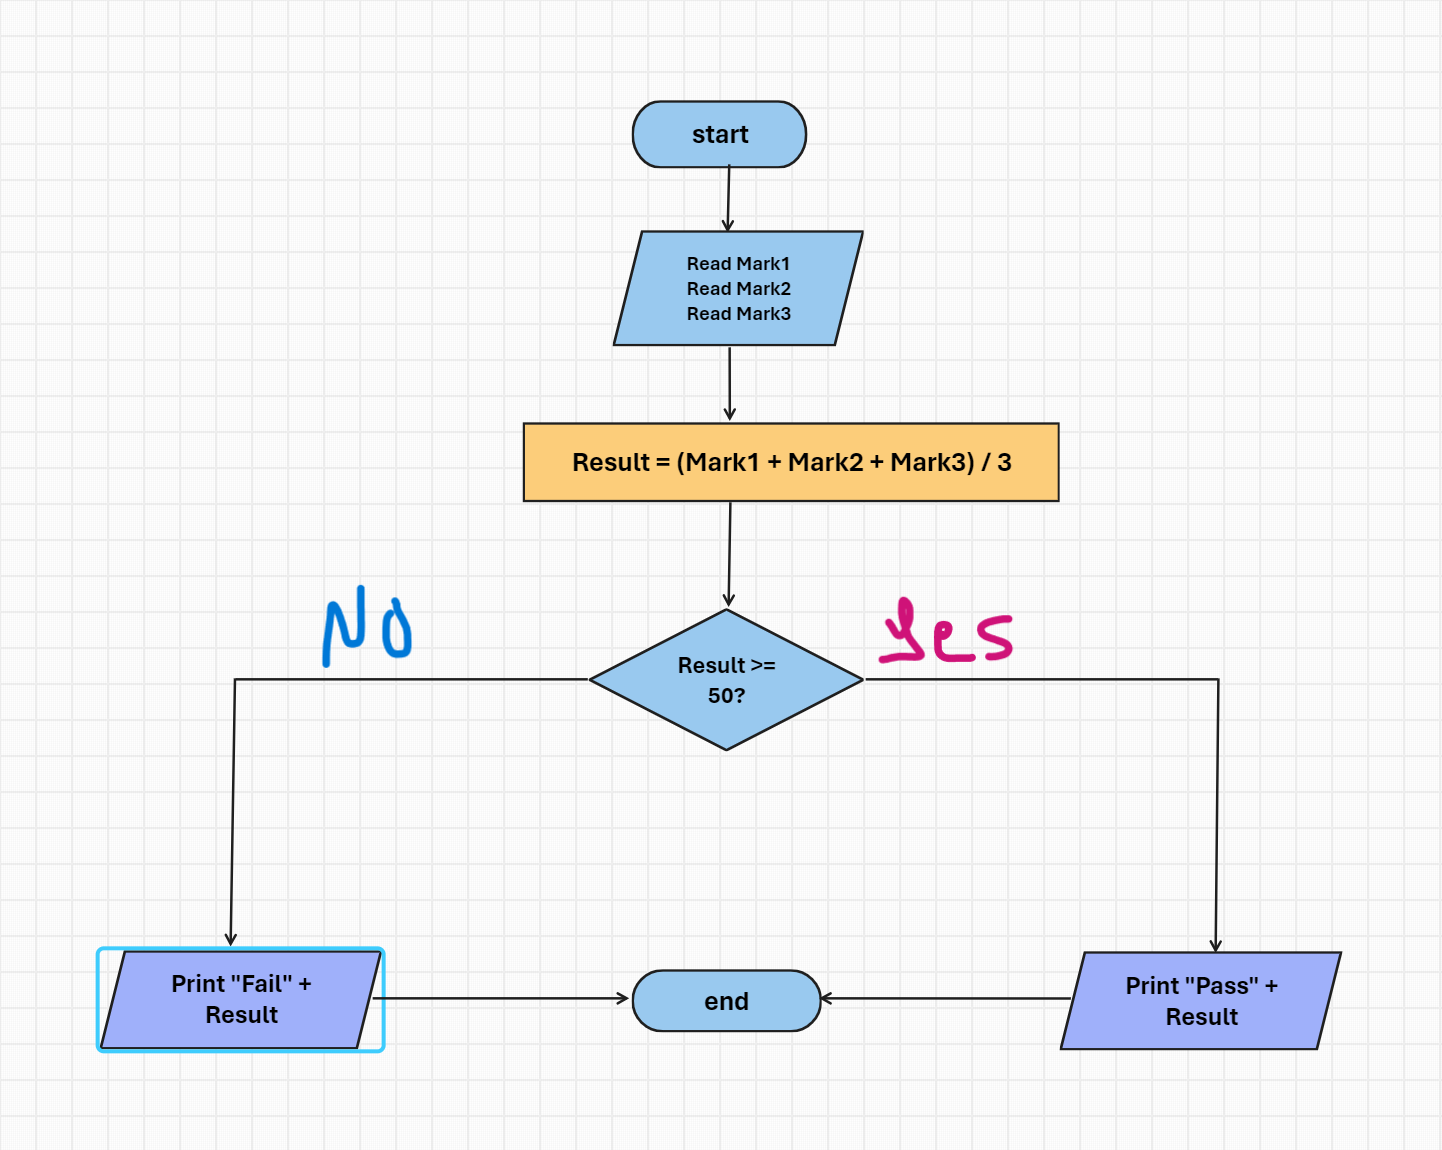 start
Read Mark1
Read Mark2
Read Mark3
Result = (Mark1 + Mark2 + Mark3) / 3
No
Yes
Result >=
50?
Print "Fail" +
Result
end
Print "Pass" +
Result